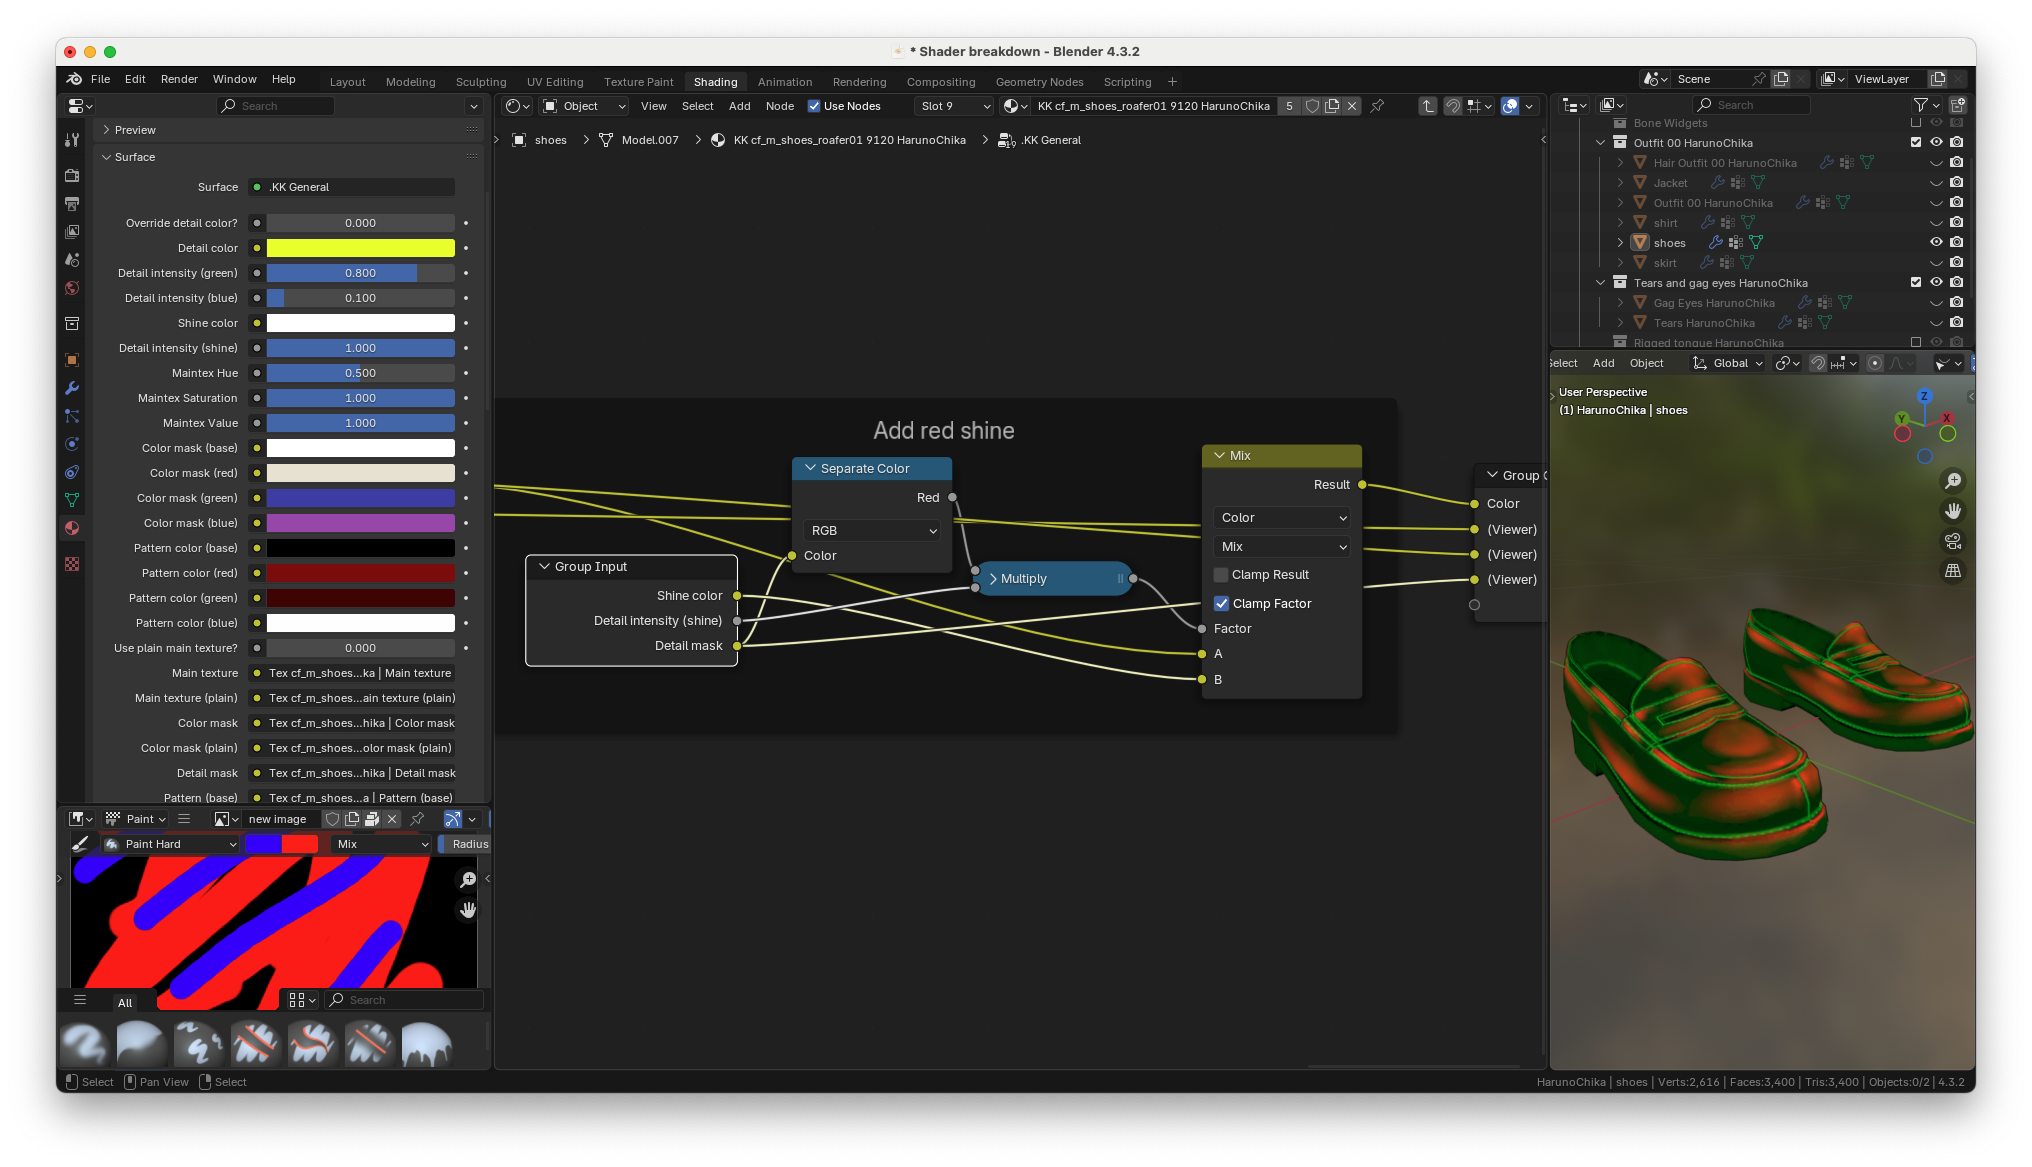 * Shader breakdown - Blender 4.3.2
File Edit Render Window Help Layout Modeling Sculpting UV Editing Texture Paint Shading Animation Rendering Compositing Geometry Nodes Scripting + Scene ViewLayer
Search
Preview
Surface
Surface .KK General
Override detail color? 0.000
Detail color
Detail intensity (green) 0.800
Detail intensity (blue) 0.100
Shine color
Detail intensity (shine) 1.000
Maintex Hue 0.500
Maintex Saturation 1.000
Maintex Value 1.000
Color mask (base)
Color mask (red)
Color mask (green)
Color mask (blue)
Pattern color (base)
Pattern color (red)
Pattern color (green)
Pattern color (blue)
Use plain main texture? 0.000
Main texture Tex cf_m_shoes...ka | Main texture
Main texture (plain) Tex cf_m_shoes...ain texture (plain)
Color mask Tex cf_m_shoes...hika | Color mask
Color mask (plain) Tex cf_m_shoes...olor mask (plain)
Detail mask Tex cf_m_shoes...hika | Detail mask
Pattern (base) Tex cf_m_shoes...a | Pattern (base)
Paint new image
Paint Hard Mix Radius
All Search
Object View Select Add Node Use Nodes Slot 9 KK cf_m_shoes_roafer01 9120 HarunoChika 5
shoes Model.007 KK cf_m_shoes_roafer01 9120 HarunoChika .KK General
Add red shine
Separate Color
Red
RGB
Color
Group Input
Shine color
Detail intensity (shine)
Detail mask
Multiply
Mix
Result
Color
Mix
Clamp Result
Clamp Factor
Factor
A
B
Group
Color
(Viewer)
(Viewer)
(Viewer)
Search
Bone Widgets
Outfit 00 HarunoChika
Hair Outfit 00 HarunoChika
Jacket
Outfit 00 HarunoChika
shirt
shoes
skirt
Tears and gag eyes HarunoChika
Gag Eyes HarunoChika
Tears HarunoChika
Rigged tongue HarunoChika
Select Add Object Global
User Perspective
(1) HarunoChika | shoes
Z
Y X
Select Pan View Select HarunoChika | shoes | Verts:2,616 | Faces:3,400 | Tris:3,400 | Objects:0/2 | 4.3.2